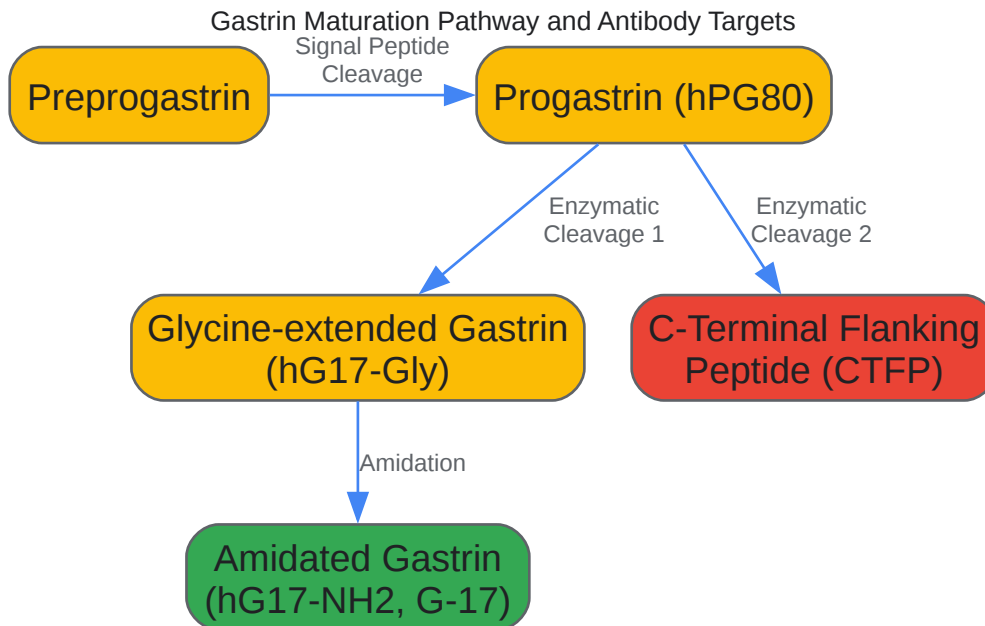 Gastrin Maturation Pathway and Antibody Targets
Signal Peptide
Cleavage
Preprogastrin
Progastrin (hPG80)
Enzymatic
Cleavage 1
Enzymatic
Cleavage 2
Glycine-extended Gastrin
(hG17-Gly)
C-Terminal Flanking
Peptide (CTFP)
Amidation
Amidated Gastrin
(hG17-NH2, G-17)